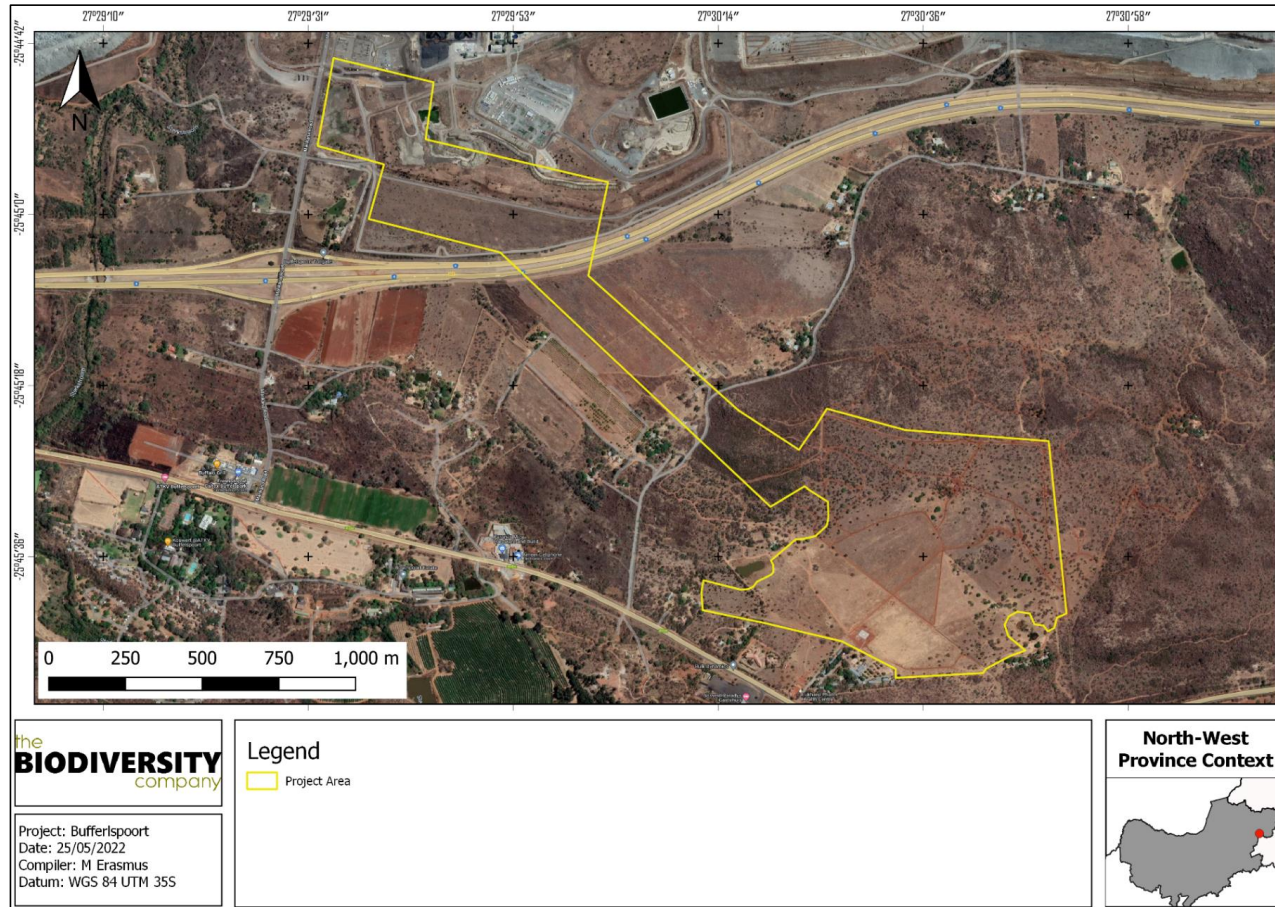 27°29′10″ 27°29′31″ 27°29′53″ 27°30′14″ 27°30′36″ 27°30′58″
-25°44′42″
-25°45′0″
-25°45′18″
-25°45′36″
N
0 250 500 750 1,000 m
the
BIODIVERSITY
company
Project: Bufferlspoort
Date: 25/05/2022
Compiler: M Erasmus
Datum: WGS 84 UTM 35S
Legend
Project Area
North-West
Province Context